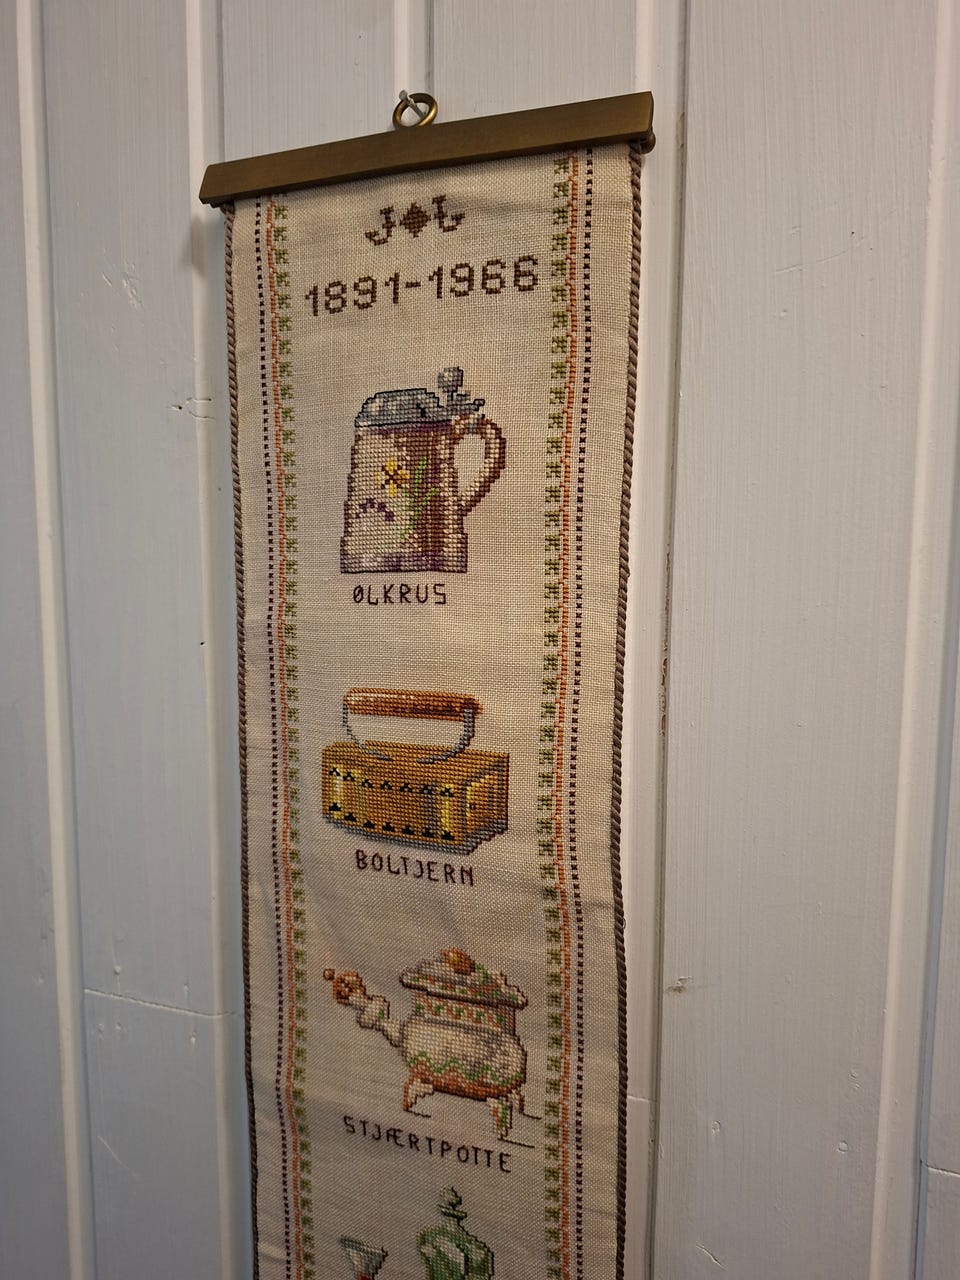 J◆L
1891-1966
ØLKRUS
BOLTJERN
STJÆRTPOTTE